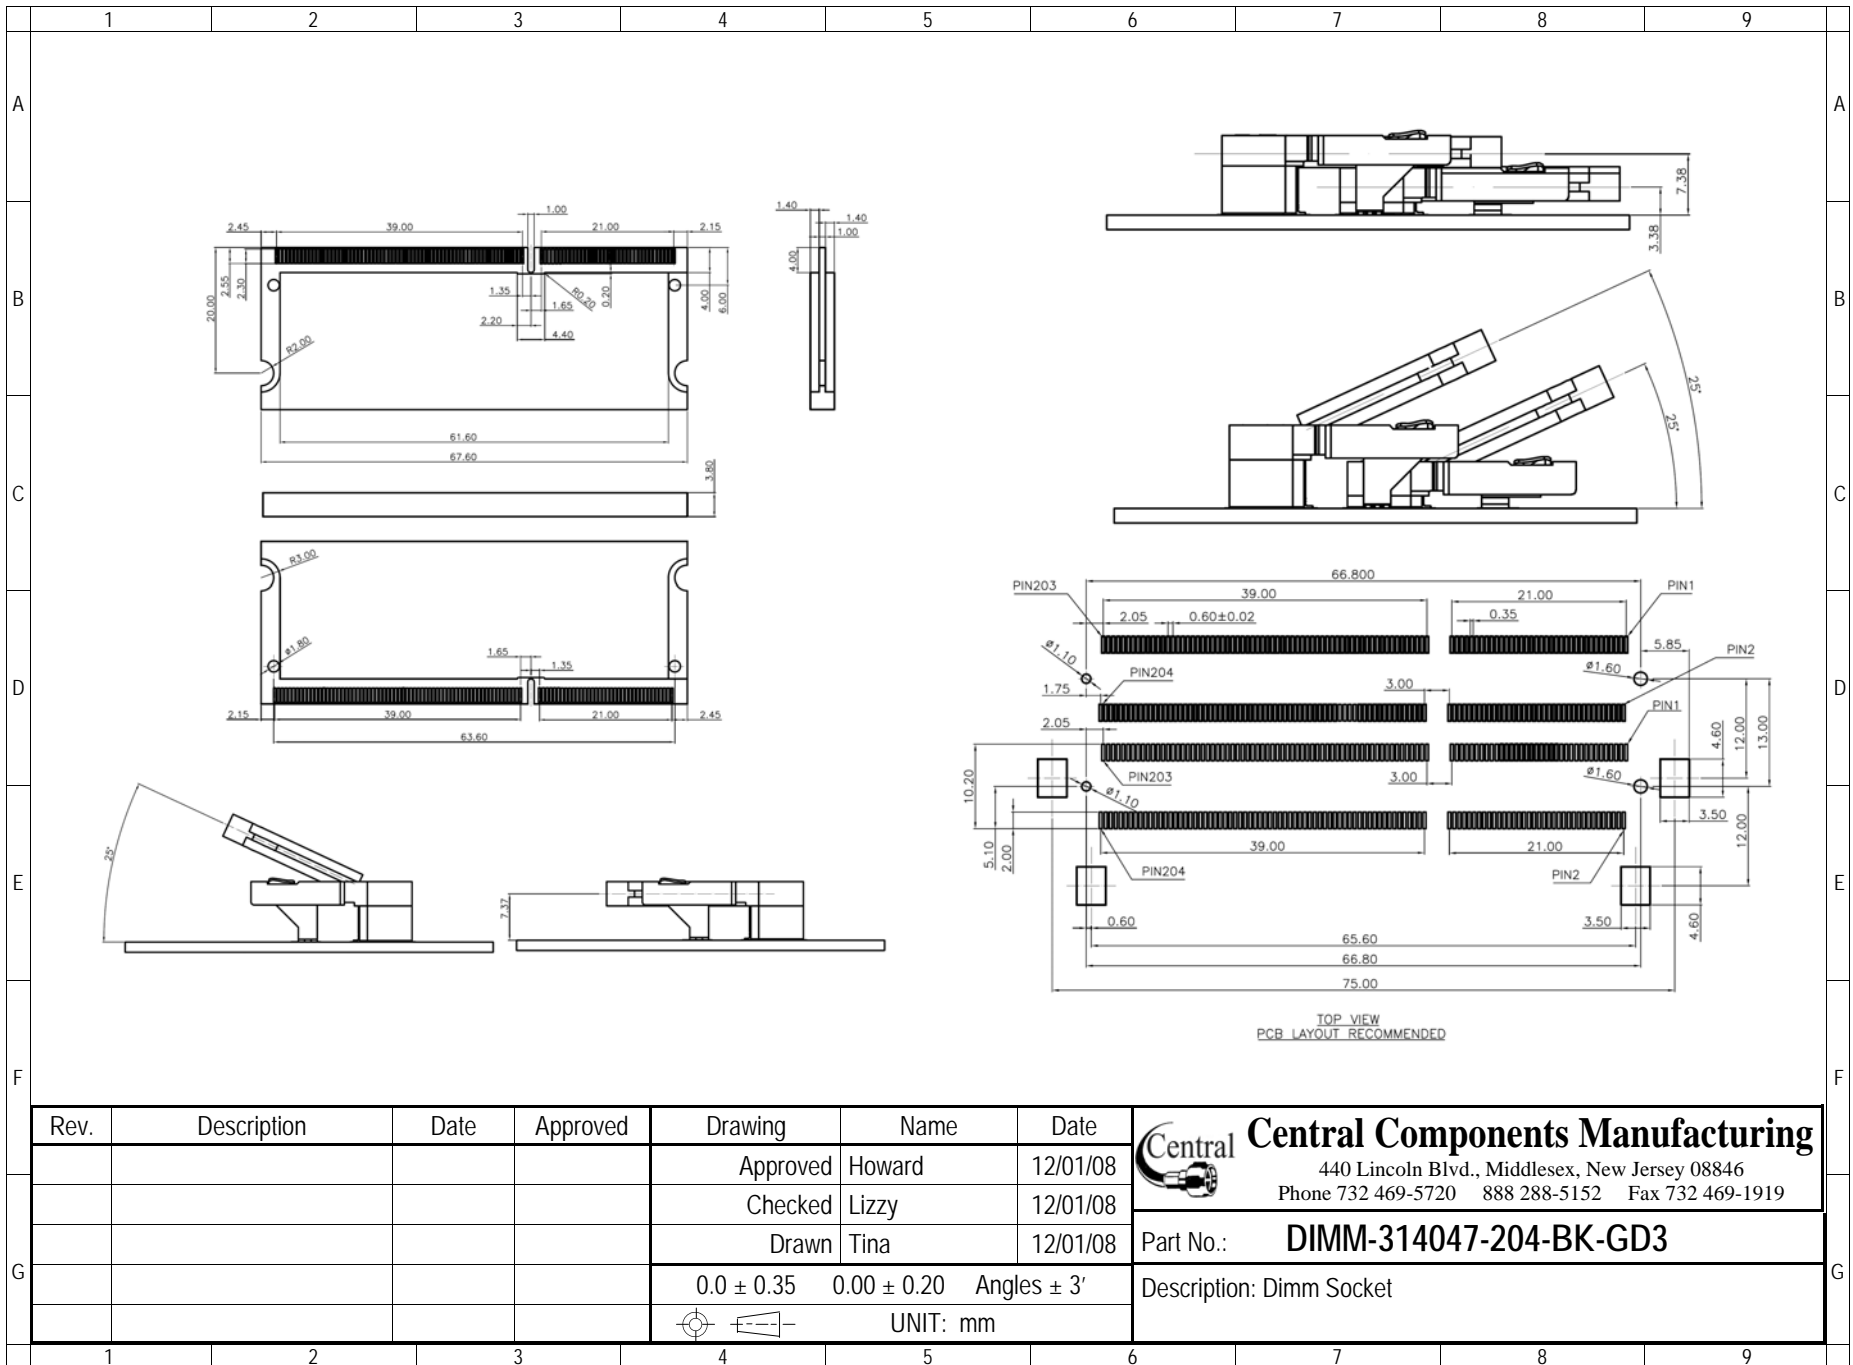 1 2 3 4 5 6 7 8 9
A A
B B
C C
D D
E E
F F
G G
1.00
2.45 39.00 21.00 2.15
20.00
2.55
2.30
1.35
R0.20
0.20
4.00
6.00
1.65
2.20
4.40
R2.00
61.60
67.60
1.40
1.40
1.00
4.00
3.80
R3.00
ø1.80
1.65
1.35
2.15 39.00 21.00 2.45
63.60
25°
7.37
7.38
3.38
25°
25°
66.800
PIN203 39.00 21.00 PIN1
2.05 0.60±0.02 0.35
5.85
ø1.10
PIN204
ø1.60
PIN2
1.75
3.00
PIN1
2.05
4.60
12.00
13.00
10.20
PIN203
3.00
ø1.60
ø1.10
3.50
12.00
5.10
2.00
39.00 21.00
PIN204 PIN2
0.60
3.50
4.60
65.60
66.80
75.00
TOP VIEW
PCB LAYOUT RECOMMENDED
Rev. Description Date Approved
Drawing Name Date
Approved Howard 12/01/08
Checked Lizzy 12/01/08
Drawn Tina 12/01/08
0.0 ± 0.35 0.00 ± 0.20 Angles ± 3′
UNIT: mm
Central
Central Components Manufacturing
440 Lincoln Blvd., Middlesex, New Jersey 08846
Phone 732 469-5720 888 288-5152 Fax 732 469-1919
Part No.: DIMM-314047-204-BK-GD3
Description: Dimm Socket
1 2 3 4 5 6 7 8 9